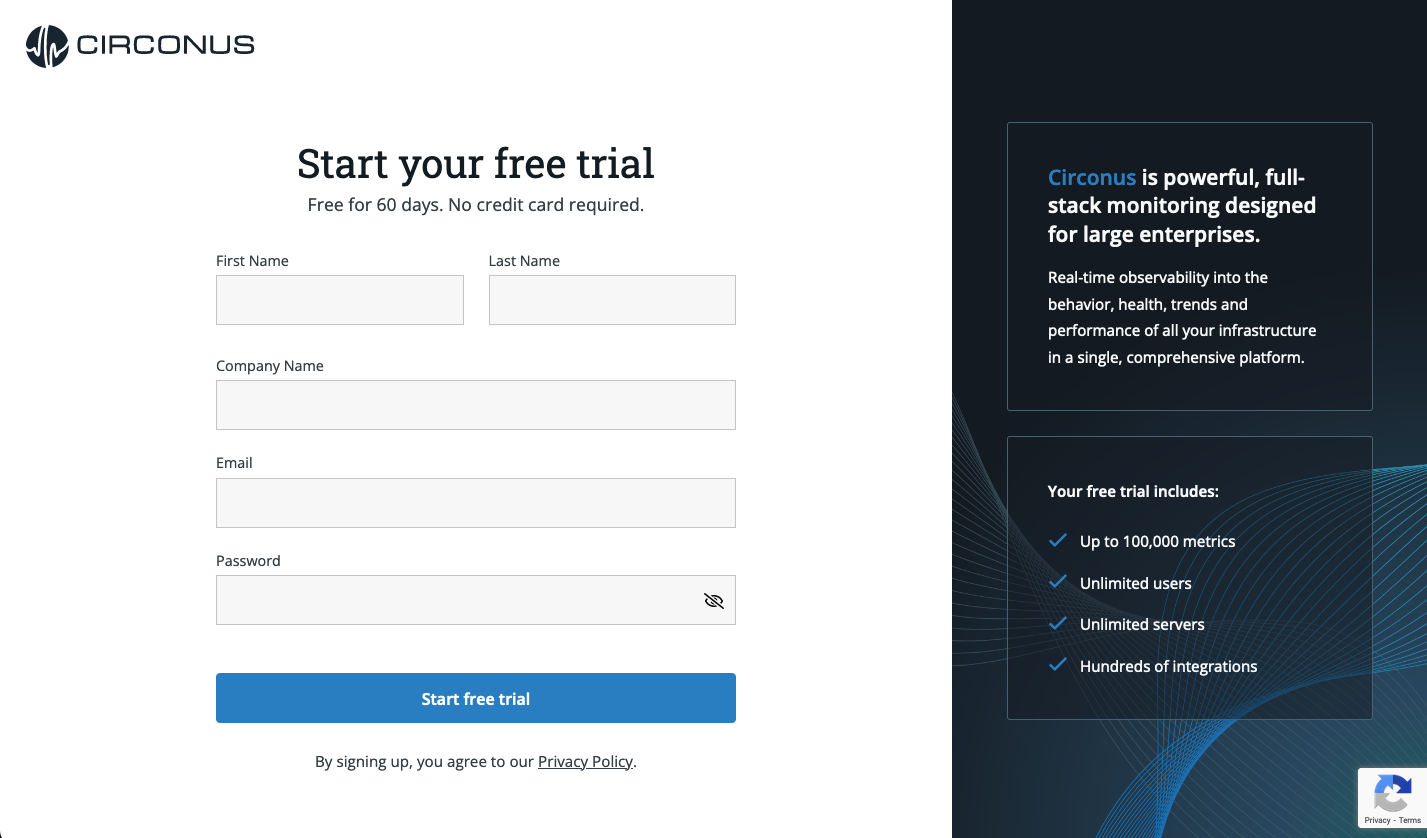 CIRCONUS
Start your free trial
Free for 60 days. No credit card required.
First Name
Last Name
Company Name
Email
Password
Start free trial
By signing up, you agree to our Privacy Policy.
Circonus is powerful, full-
stack monitoring designed
for large enterprises.
Real-time observability into the
behavior, health, trends and
performance of all your infrastructure
in a single, comprehensive platform.
Your free trial includes:
Up to 100,000 metrics
Unlimited users
Unlimited servers
Hundreds of integrations
Privacy - Terms